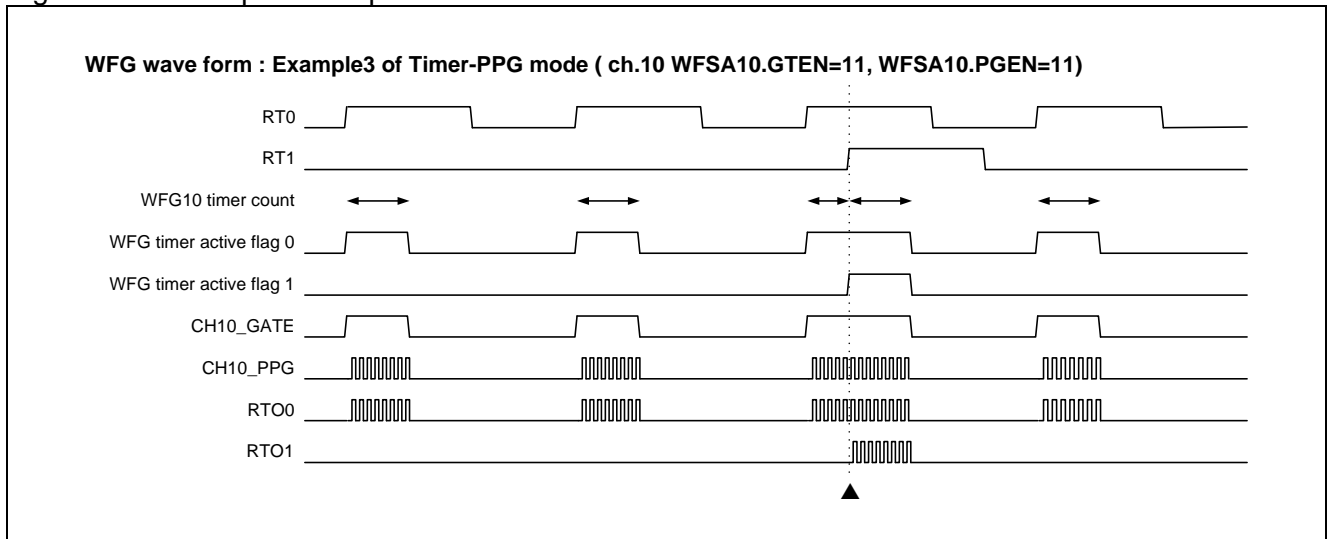 WFG wave form : Example3 of Timer-PPG mode ( ch.10 WFSA10.GTEN=11, WFSA10.PGEN=11)
RT0
RT1
WFG10 timer count
WFG timer active flag 0
WFG timer active flag 1
CH10_GATE
CH10_PPG
RTO0
RTO1